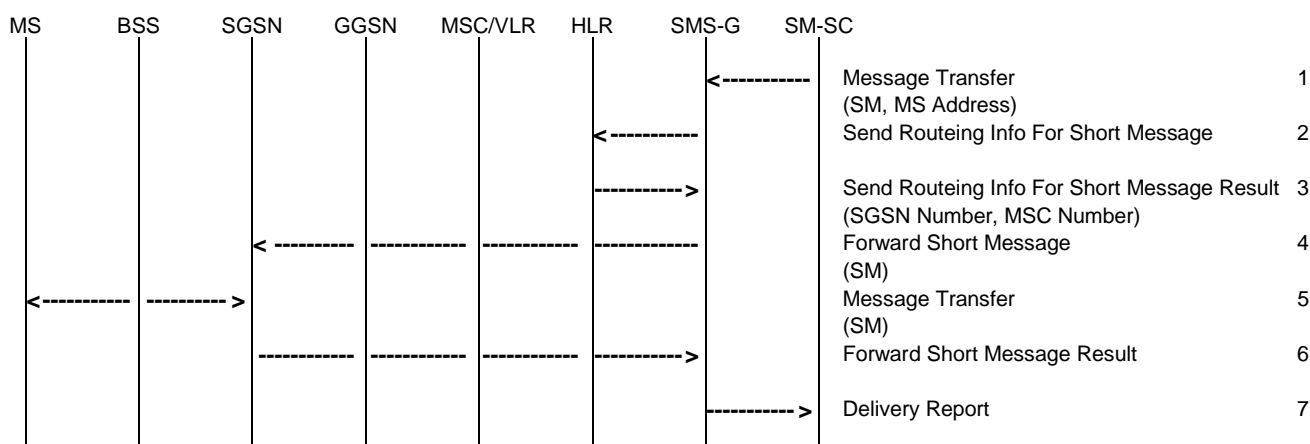 MS BSS SGSN GGSN MSC/VLR HLR SMS-G SM-SC
Message Transfer 1
(SM, MS Address)
Send Routeing Info For Short Message 2
Send Routeing Info For Short Message Result 3
(SGSN Number, MSC Number)
Forward Short Message 4
(SM)
Message Transfer 5
(SM)
Forward Short Message Result 6
Delivery Report 7